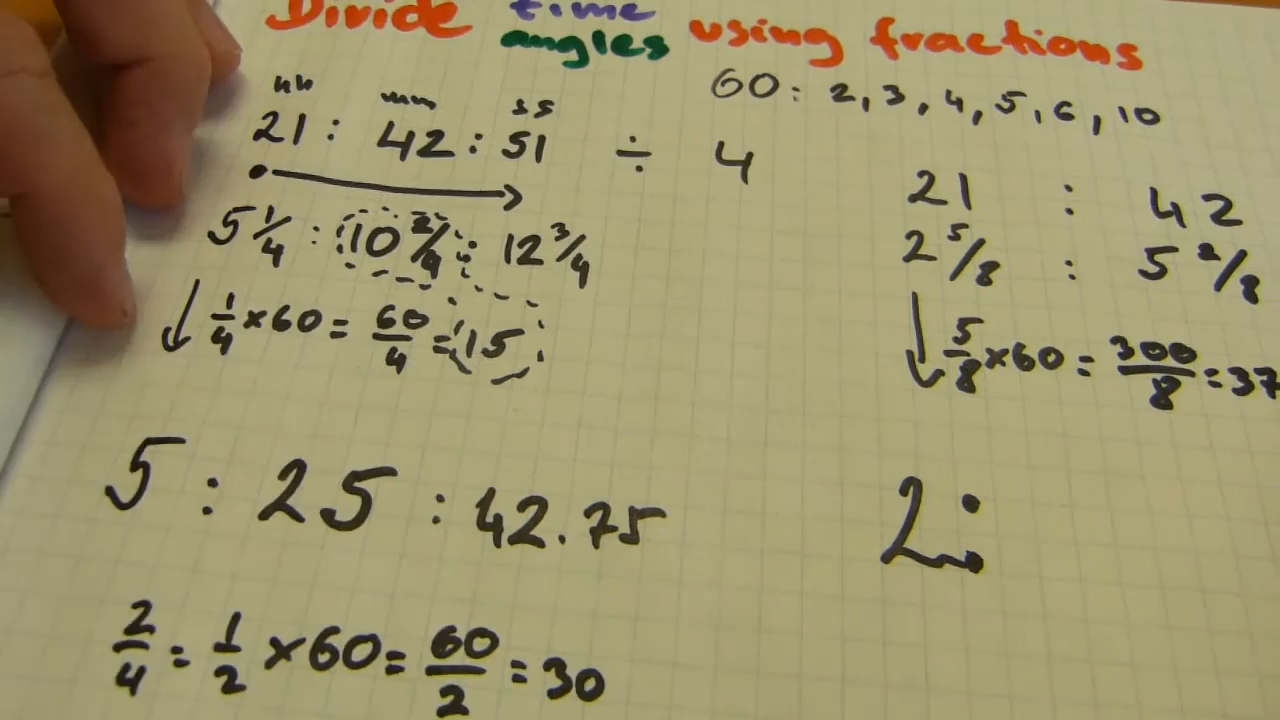 Divide time using fractions
angles
60: 2, 3, 4, 5, 6, 10
hh mm ss
21 : 42 : 51 ÷ 4
5 1/4 : 10 2/4 : 12 3/4
1/4 × 60 = 60/4 = 15
5 : 25 : 42.75
2/4 = 1/2 × 60 = 60/2 = 30
21 : 42
2 5/8 : 5 2/8
5/8 × 60 = 300/8 = 37
2: